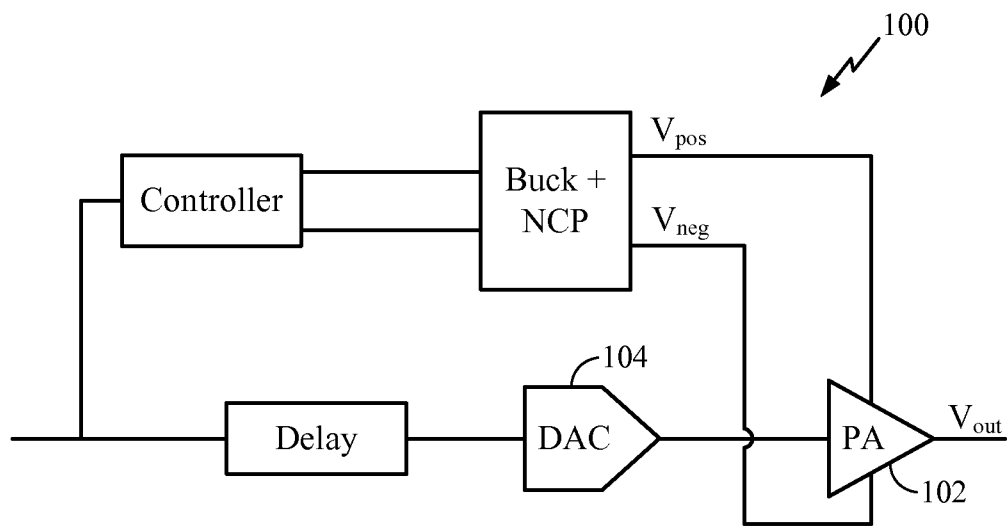 100
V_pos
Controller
Buck +
NCP
V_neg
104
Delay
DAC
PA
V_out
102